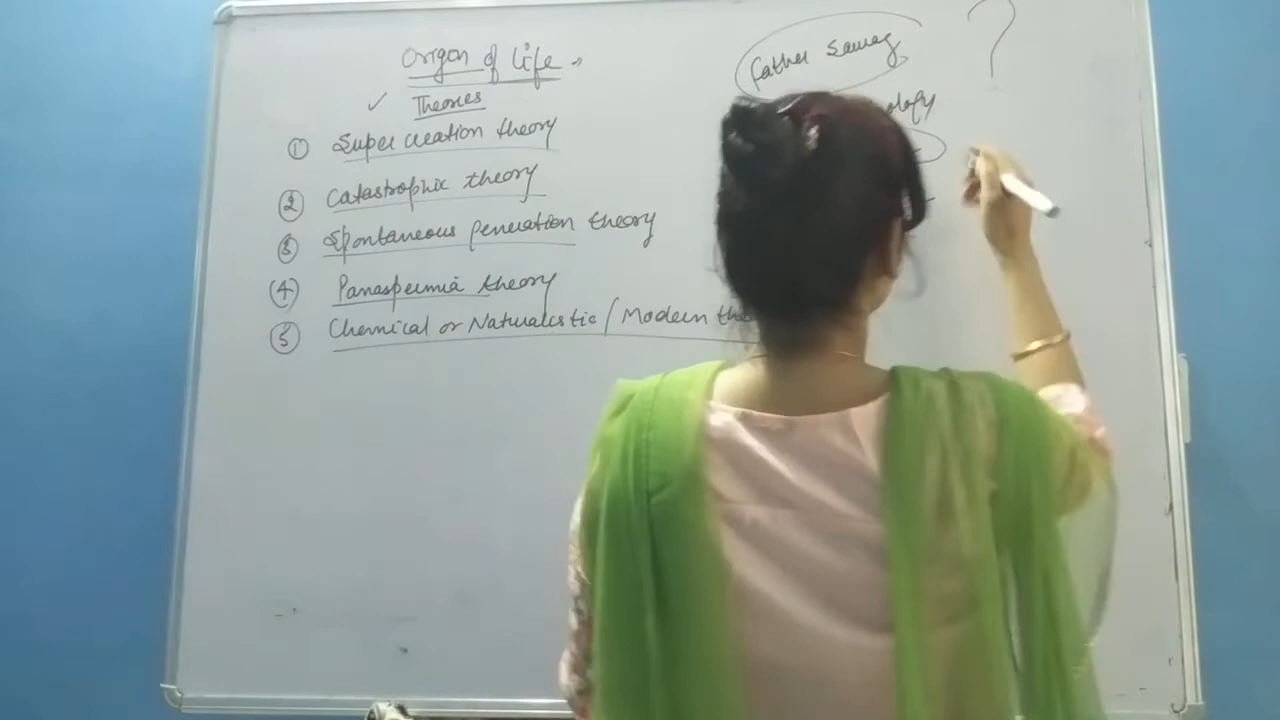 Origin of Life
Theories
① Super creation theory
② Catastrophic theory
③ Spontaneous generation theory
④ Panaspermia theory
⑤ Chemical or Naturalistic / Modern
Father
?